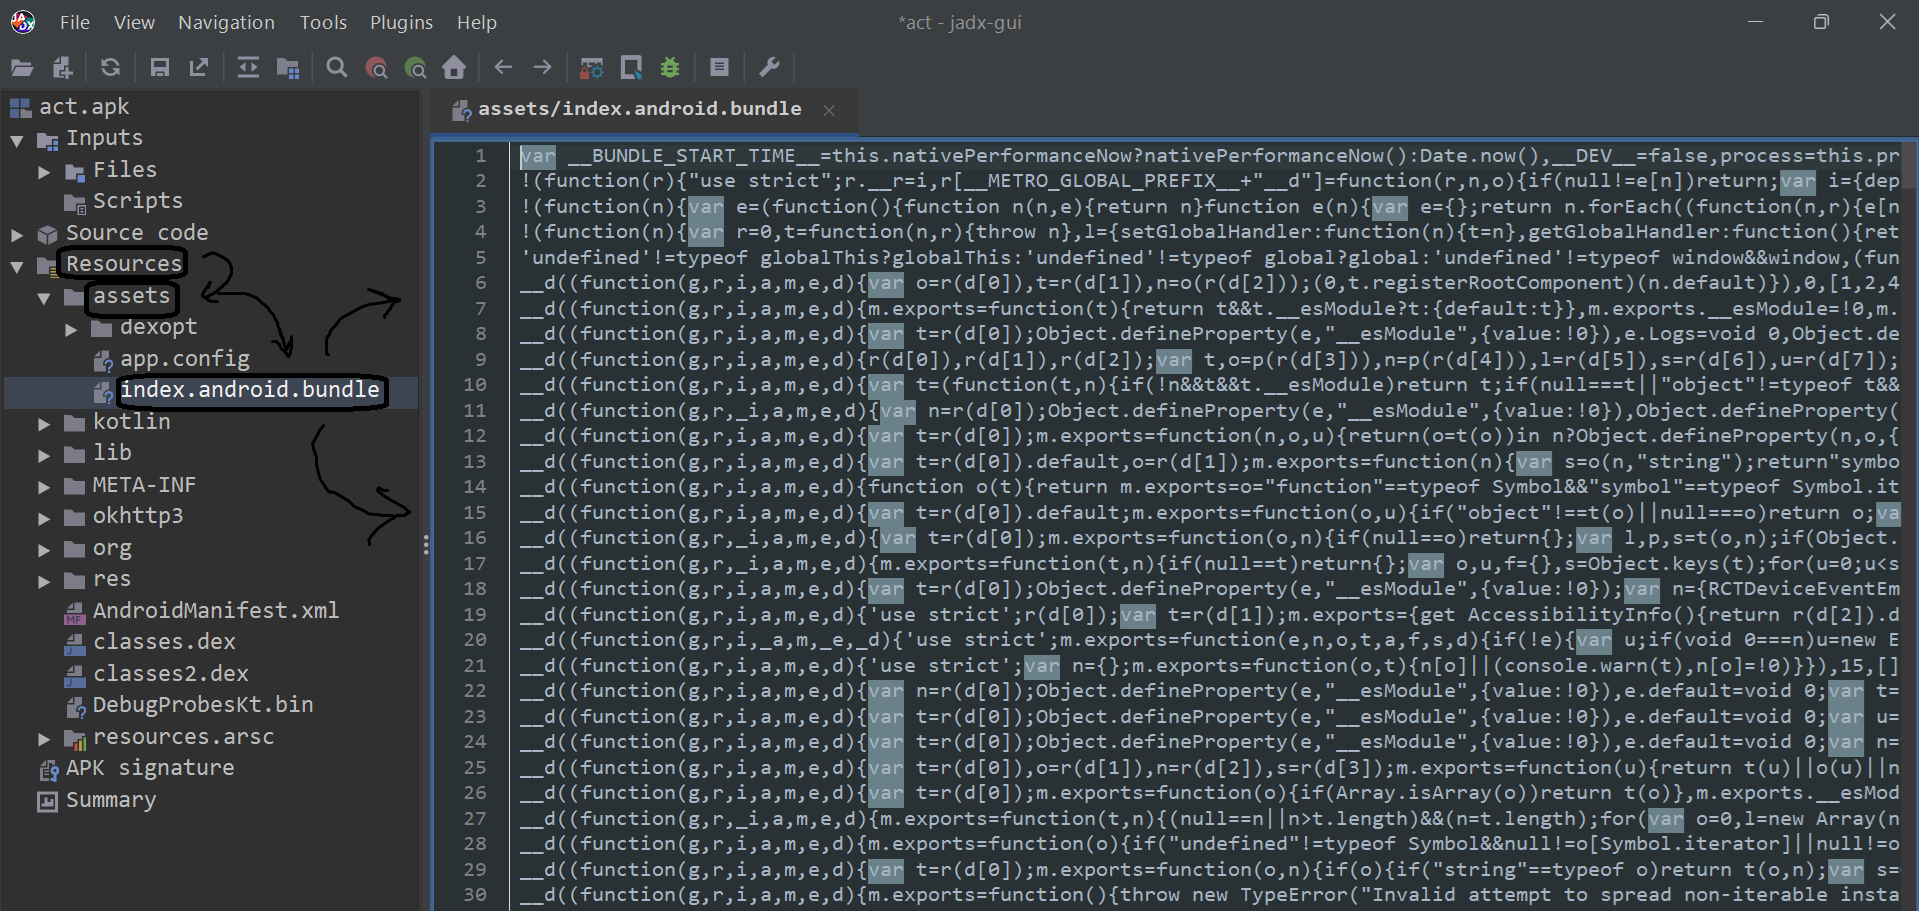 File View Navigation Tools Plugins Help *act - jadx-gui
act.apk
Inputs
Files
Scripts
Source code
Resources
assets
dexopt
app.config
index.android.bundle
kotlin
lib
META-INF
okhttp3
org
res
AndroidManifest.xml
classes.dex
classes2.dex
DebugProbesKt.bin
resources.arsc
APK signature
Summary
assets/index.android.bundle
1 var __BUNDLE_START_TIME__=this.nativePerformanceNow?nativePerformanceNow():Date.now(),__DEV__=false,process=this.pr
2 !(function(r){"use strict";r.__r=i,r[__METRO_GLOBAL_PREFIX__+"__d"]=function(r,n,o){if(null!=e[n])return;var i={dep
3 !(function(n){var e=(function(){function n(n,e){return n}function e(n){var e={};return n.forEach((function(n,r){e[n
4 !(function(n){var r=0,t=function(n,r){throw n},l={setGlobalHandler:function(n){t=n},getGlobalHandler:function(){ret
5 'undefined'!=typeof globalThis?globalThis:'undefined'!=typeof global?global:'undefined'!=typeof window&&window,(fun
6 __d((function(g,r,i,a,m,e,d){var o=r(d[0]),t=r(d[1]),n=o(r(d[2]));(0,t.registerRootComponent)(n.default)}),0,[1,2,4
7 __d((function(g,r,i,a,m,e,d){m.exports=function(t){return t&&t.__esModule?t:{default:t}},m.exports.__esModule=!0,m.
8 __d((function(g,r,i,a,m,e,d){var t=r(d[0]);Object.defineProperty(e,"__esModule",{value:!0}),e.Logs=void 0,Object.de
9 __d((function(g,r,i,a,m,e,d){r(d[0]),r(d[1]),r(d[2]);var t,o=p(r(d[3])),n=p(r(d[4])),l=r(d[5]),s=r(d[6]),u=r(d[7]);
10 __d((function(g,r,i,a,m,e,d){var t=(function(t,n){if(!n&&t&&t.__esModule)return t;if(null===t||"object"!=typeof t&&
11 __d((function(g,r,_i,a,m,e,d){var n=r(d[0]);Object.defineProperty(e,"__esModule",{value:!0}),Object.defineProperty(
12 __d((function(g,r,i,a,m,e,d){var t=r(d[0]);m.exports=function(n,o,u){return(o=t(o))in n?Object.defineProperty(n,o,{
13 __d((function(g,r,i,a,m,e,d){var t=r(d[0]).default,o=r(d[1]);m.exports=function(n){var s=o(n,"string");return"symbo
14 __d((function(g,r,i,a,m,e,d){function o(t){return m.exports=o="function"==typeof Symbol&&"symbol"==typeof Symbol.it
15 __d((function(g,r,i,a,m,e,d){var t=r(d[0]).default;m.exports=function(o,u){if("object"!==t(o)||null===o)return o;va
16 __d((function(g,r,_i,a,m,e,d){var t=r(d[0]);m.exports=function(o,n){if(null==o)return{};var l,p,s=t(o,n);if(Object.
17 __d((function(g,r,_i,a,m,e,d){m.exports=function(t,n){if(null==t)return{};var o,u,f={},s=Object.keys(t);for(u=0;u<s
18 __d((function(g,r,i,a,m,e,d){var t=r(d[0]);Object.defineProperty(e,"__esModule",{value:!0});var n={RCTDeviceEventEm
19 __d((function(g,r,i,a,m,e,d){'use strict';r(d[0]);var t=r(d[1]);m.exports={get AccessibilityInfo(){return r(d[2]).d
20 __d((function(g,r,i,_a,m,_e,_d){'use strict';m.exports=function(e,n,o,t,a,f,s,d){if(!e){var u;if(void 0===n)u=new E
21 __d((function(g,r,i,a,m,e,d){'use strict';var n={};m.exports=function(o,t){n[o]||(console.warn(t),n[o]=!0)}}),15,[]
22 __d((function(g,r,i,a,m,e,d){var n=r(d[0]);Object.defineProperty(e,"__esModule",{value:!0}),e.default=void 0;var t=
23 __d((function(g,r,i,a,m,e,d){var t=r(d[0]);Object.defineProperty(e,"__esModule",{value:!0}),e.default=void 0;var u=
24 __d((function(g,r,i,a,m,e,d){var t=r(d[0]);Object.defineProperty(e,"__esModule",{value:!0}),e.default=void 0;var n=
25 __d((function(g,r,i,a,m,e,d){var t=r(d[0]),o=r(d[1]),n=r(d[2]),s=r(d[3]);m.exports=function(u){return t(u)||o(u)||n
26 __d((function(g,r,i,a,m,e,d){var t=r(d[0]);m.exports=function(o){if(Array.isArray(o))return t(o)},m.exports.__esMod
27 __d((function(g,r,_i,a,m,e,d){m.exports=function(t,n){(null==n||n>t.length)&&(n=t.length);for(var o=0,l=new Array(n
28 __d((function(g,r,i,a,m,e,d){m.exports=function(o){if("undefined"!=typeof Symbol&&null!=o[Symbol.iterator]||null!=o
29 __d((function(g,r,i,a,m,e,d){var t=r(d[0]);m.exports=function(o,n){if(o){if("string"==typeof o)return t(o,n);var s=
30 __d((function(g,r,i,a,m,e,d){m.exports=function(){throw new TypeError("Invalid attempt to spread non-iterable insta